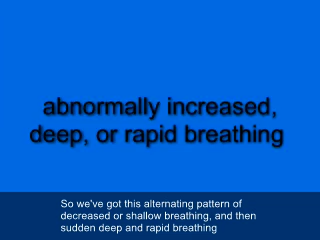 abnormally increased,
deep, or rapid breathing
So we've got this alternating pattern of
decreased or shallow breathing, and then
sudden deep and rapid breathing